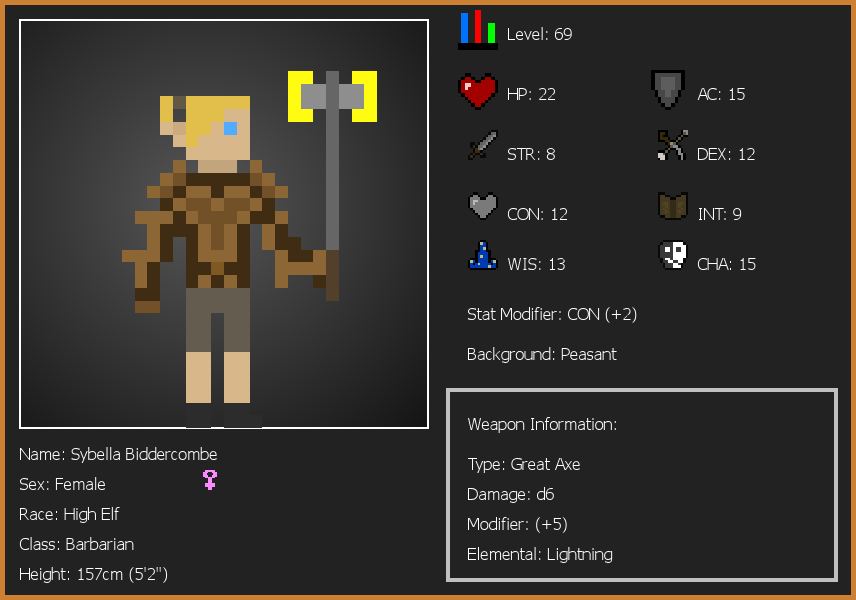 Level: 69
HP: 22
AC: 15
STR: 8
DEX: 12
CON: 12
INT: 9
WIS: 13
CHA: 15
Stat Modifier: CON (+2)
Background: Peasant
Weapon Information:
Type: Great Axe
Damage: d6
Modifier: (+5)
Elemental: Lightning
Name: Sybella Biddercombe
Sex: Female
Race: High Elf
Class: Barbarian
Height: 157cm (5'2")